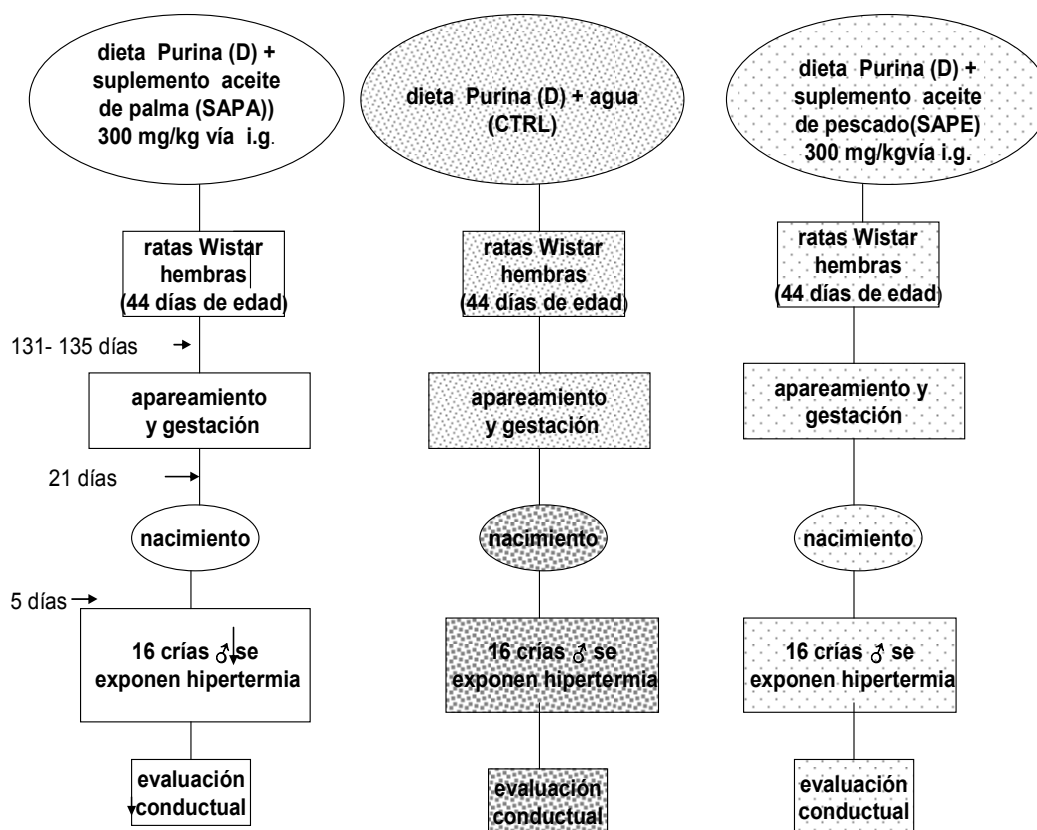 dieta Purina (D) +
suplemento aceite
de palma (SAPA))
300 mg/kg vía i.g.
dieta Purina (D) + agua
(CTRL)
dieta Purina (D) +
suplemento aceite
de pescado(SAPE)
300 mg/kgvía i.g.
ratas Wistar
hembras
(44 días de edad)
ratas Wistar
hembras
(44 días de edad)
ratas Wistar
hembras
(44 días de edad)
131- 135 días
apareamiento
y gestación
apareamiento
y gestación
apareamiento y
gestación
21 días
nacimiento
nacimiento
nacimiento
5 días
16 crías ♂ se
exponen hipertermia
16 crías ♂ se
exponen hipertermia
16 crías ♂ se
exponen hipertermia
evaluación
conductual
evaluación
conductual
evaluación
conductual